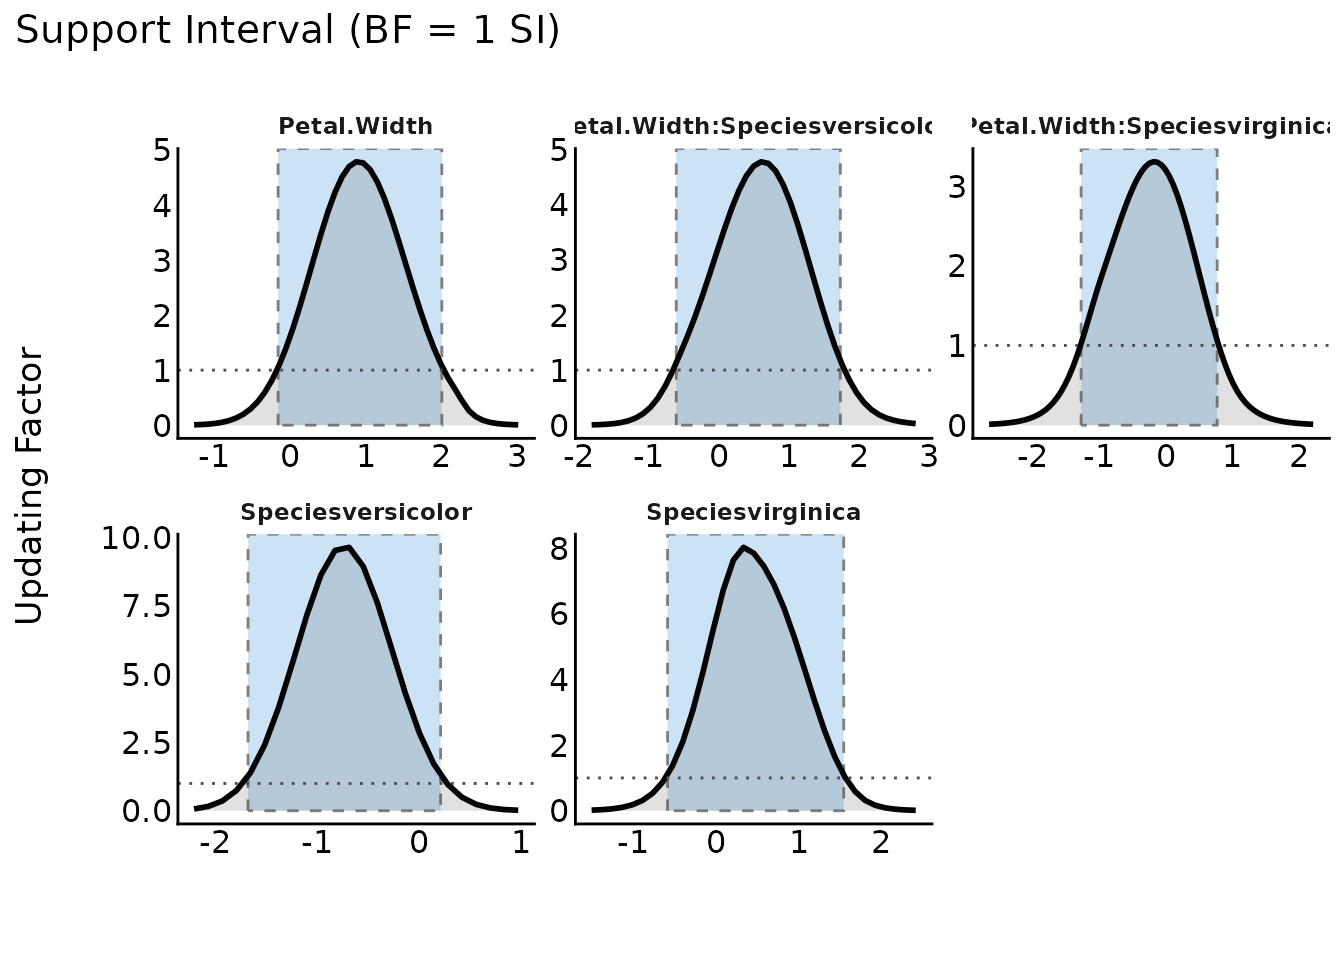 Support Interval (BF = 1 SI)
Petal.Width
etal.Width:Speciesversicolo
Petal.Width:Speciesvirginica
5
4
3
2
1
0
-1 0 1 2 3
5
4
3
2
1
0
-2 -1 0 1 2 3
3
2
1
0
-2 -1 0 1 2
Updating Factor
Speciesversicolor
Speciesvirginica
10.0
7.5
5.0
2.5
0.0
-2 -1 0 1
8
6
4
2
0
-1 0 1 2